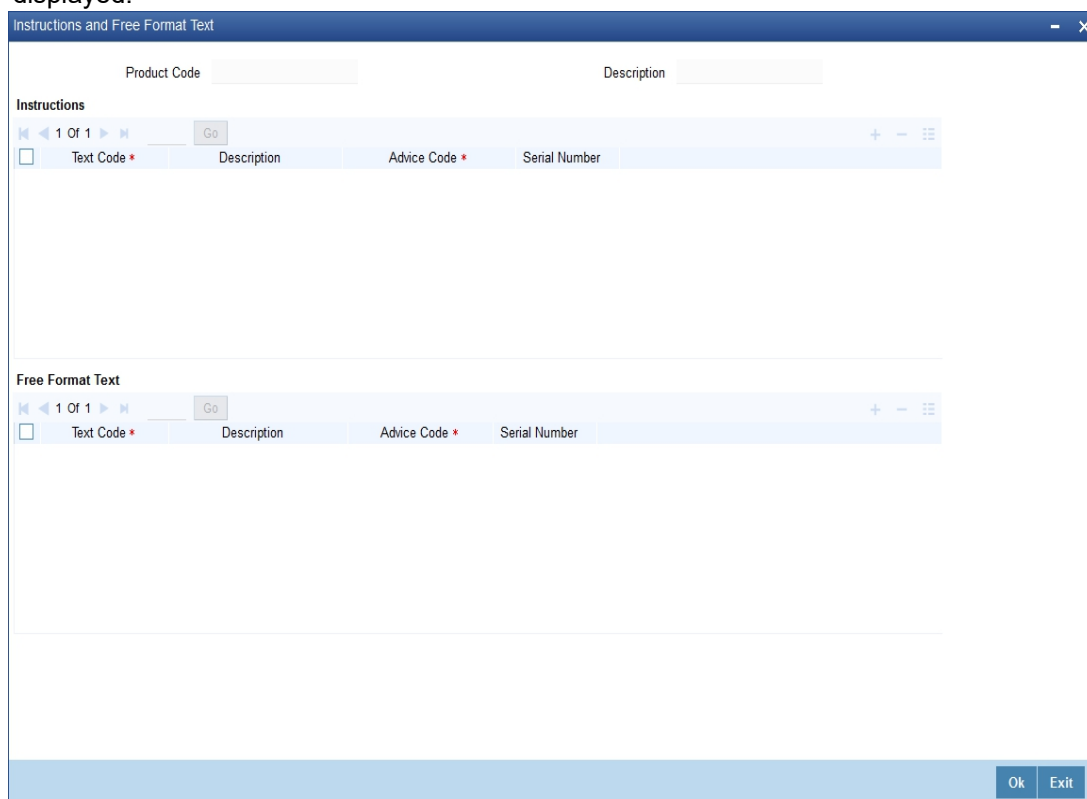 displayed.
Instructions and Free Format Text
Product Code Description
Instructions
1 Of 1 Go
Text Code * Description Advice Code * Serial Number
Free Format Text
1 Of 1 Go
Text Code * Description Advice Code * Serial Number
Ok Exit